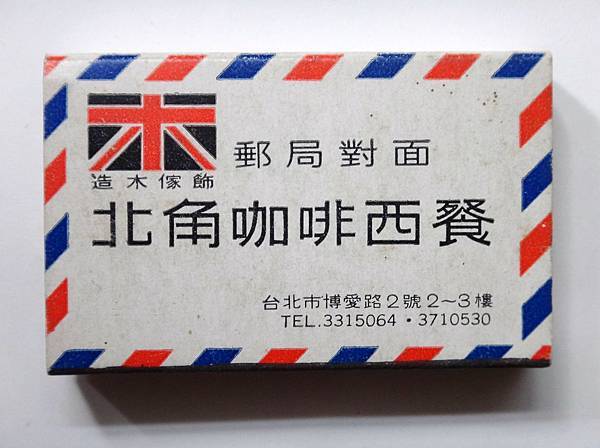 郵局對面
造木傢飾
北角咖啡西餐
台北市博愛路2號2～3樓
TEL.3315064・3710530